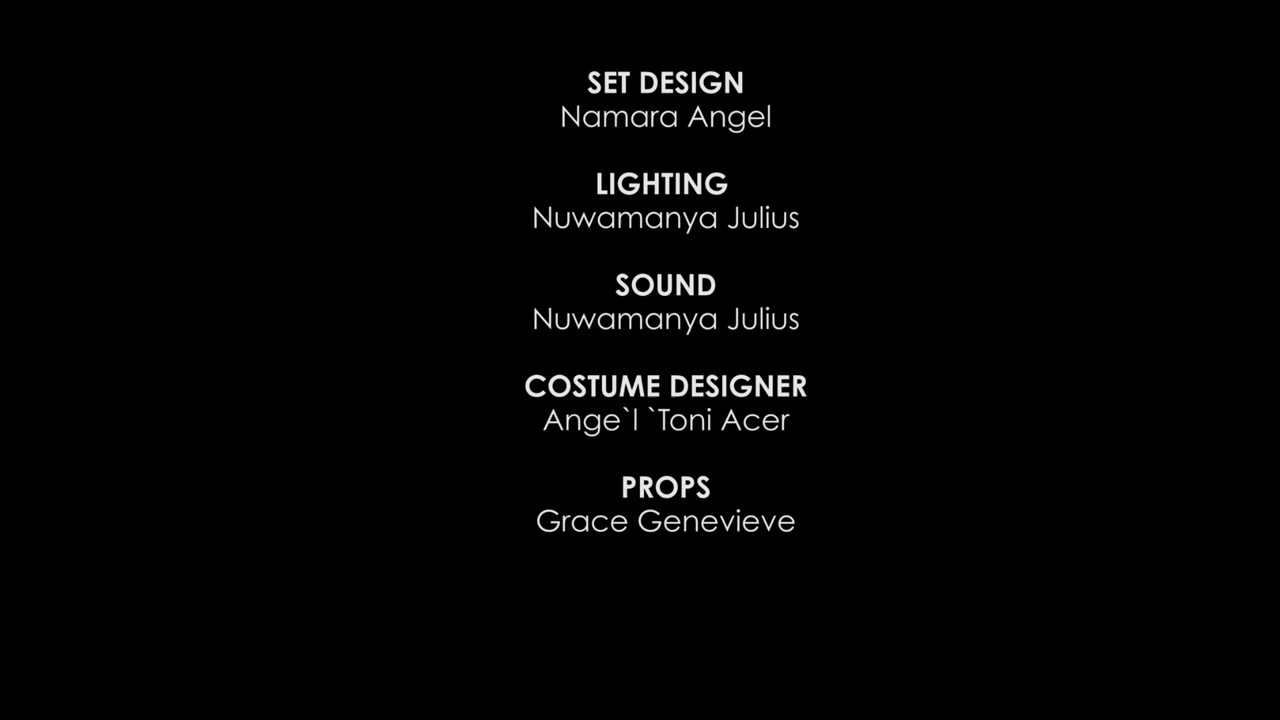 SET DESIGN
Namara Angel
LIGHTING
Nuwamanya Julius
SOUND
Nuwamanya Julius
COSTUME DESIGNER
Ange`l `Toni Acer
PROPS
Grace Genevieve